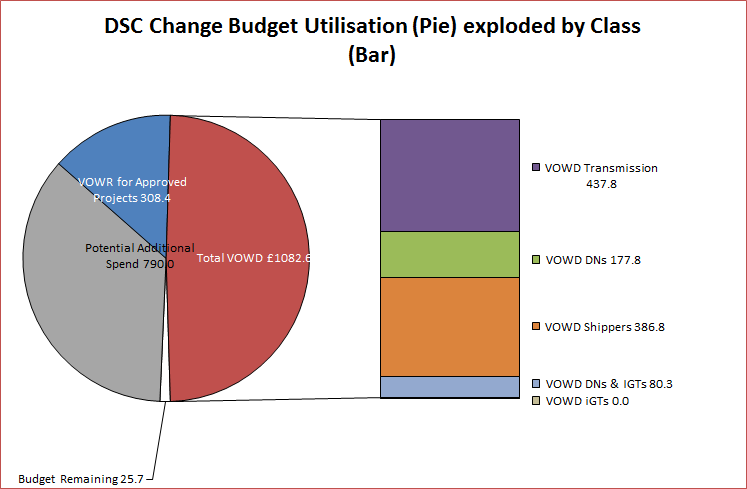 DSC Change Budget Utilisation (Pie) exploded by Class
(Bar)
VOWR for Approved
Projects 308.4
Potential Additional
Spend 790.0
Total VOWD £1082.6
Budget Remaining 25.7
VOWD Transmission
437.8
VOWD DNs 177.8
VOWD Shippers 386.8
VOWD DNs & IGTs 80.3
VOWD iGTs 0.0